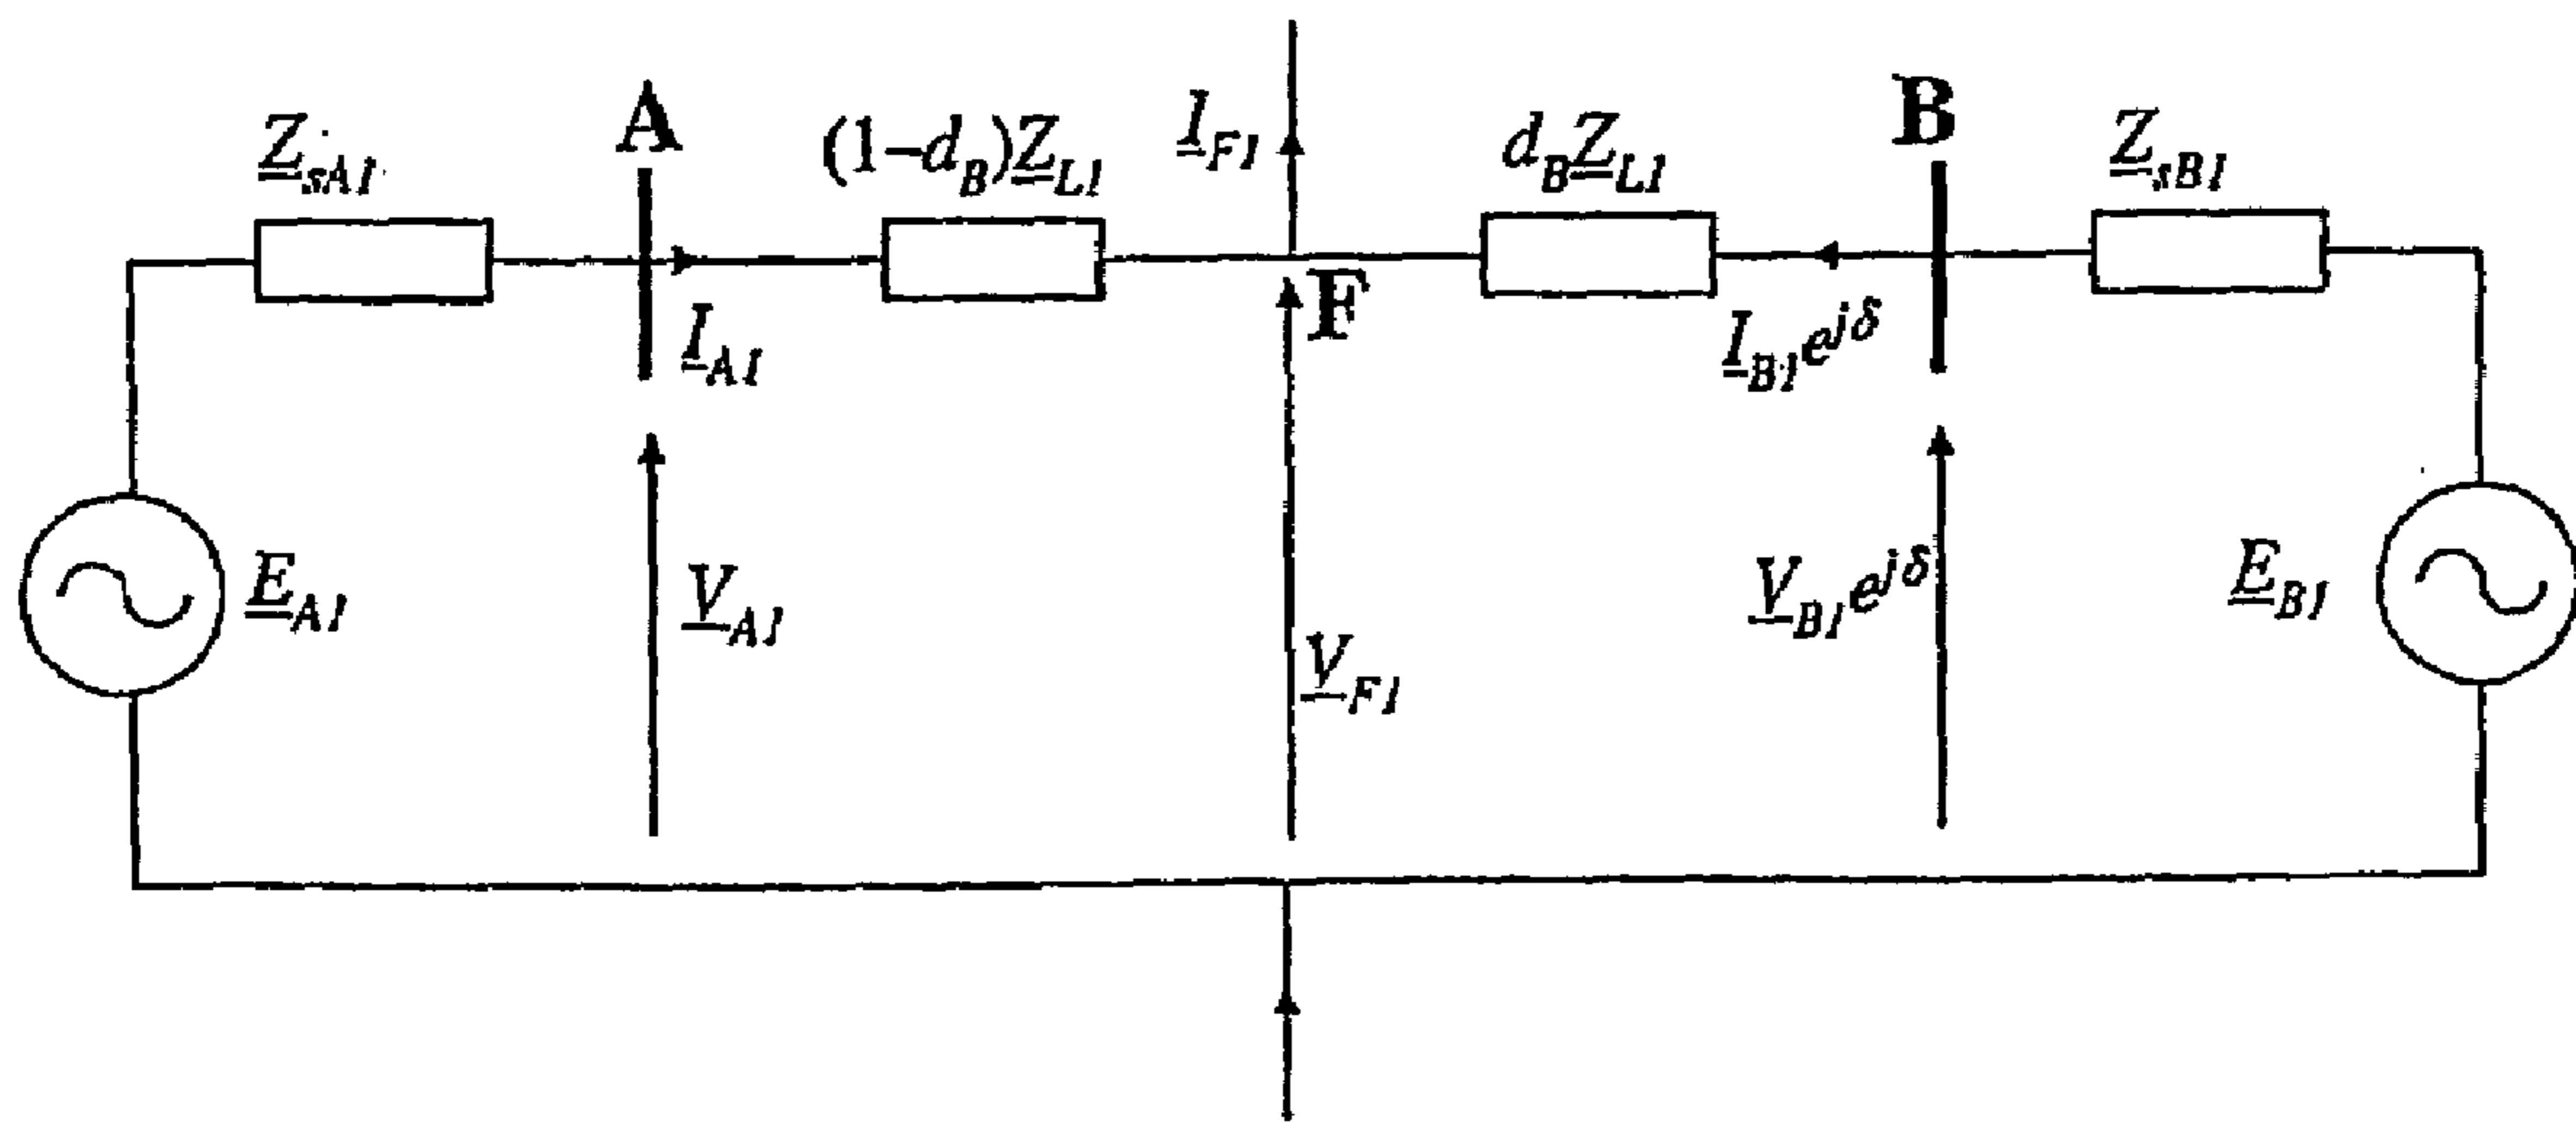 Z_sA1
A
(1–d_B)Z_L1
I_F1
d_BZ_L1
B
Z_sB1
I_A1
F
I_B1e^jδ
E_A1
V_A1
V_F1
V_B1e^jδ
E_B1